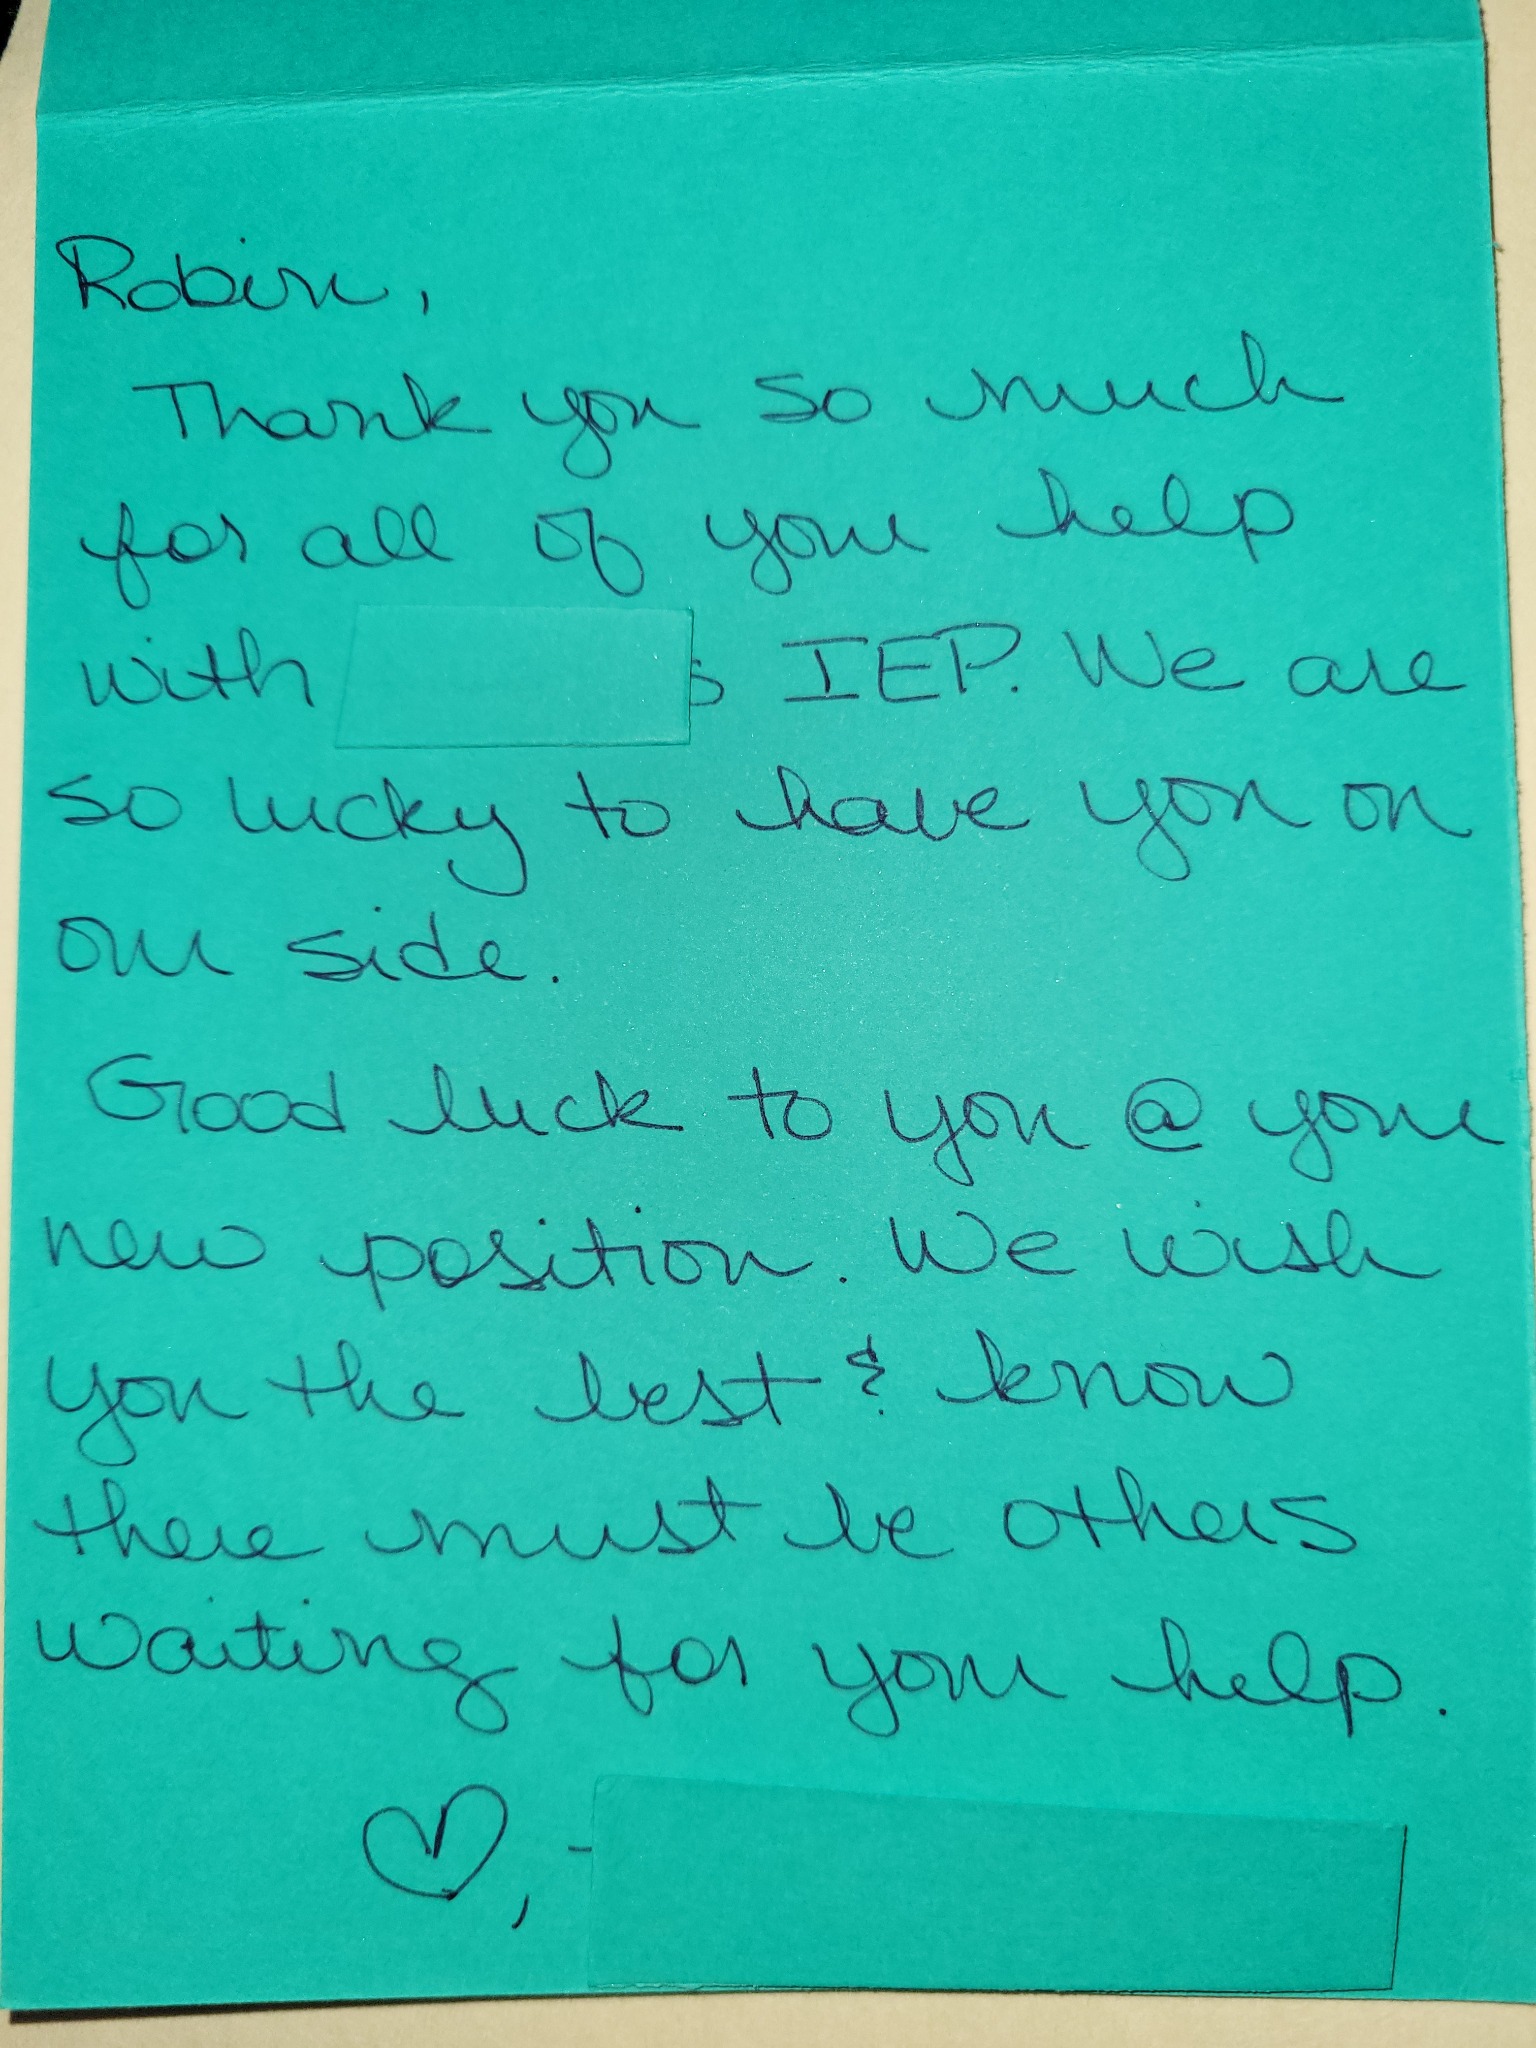 Robin,
Thank you so much
for all of your help
with s IEP. We are
so lucky to have you on
our side.
Good luck to you @ your
new position. We wish
you the best & know
there must be others
waiting for your help.
♡, -